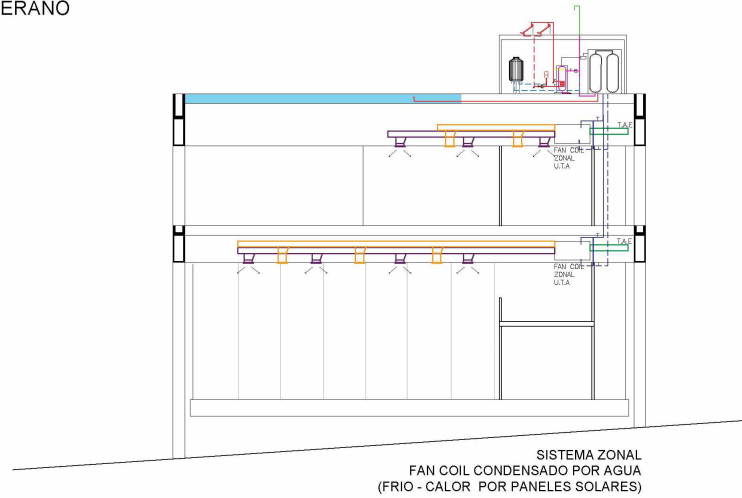 ERANO
T.A.E
FAN COIL
ZONAL
U.T.A
T.A.E
FAN COIL
ZONAL
U.T.A
SISTEMA ZONAL
FAN COIL CONDENSADO POR AGUA
(FRIO - CALOR POR PANELES SOLARES)